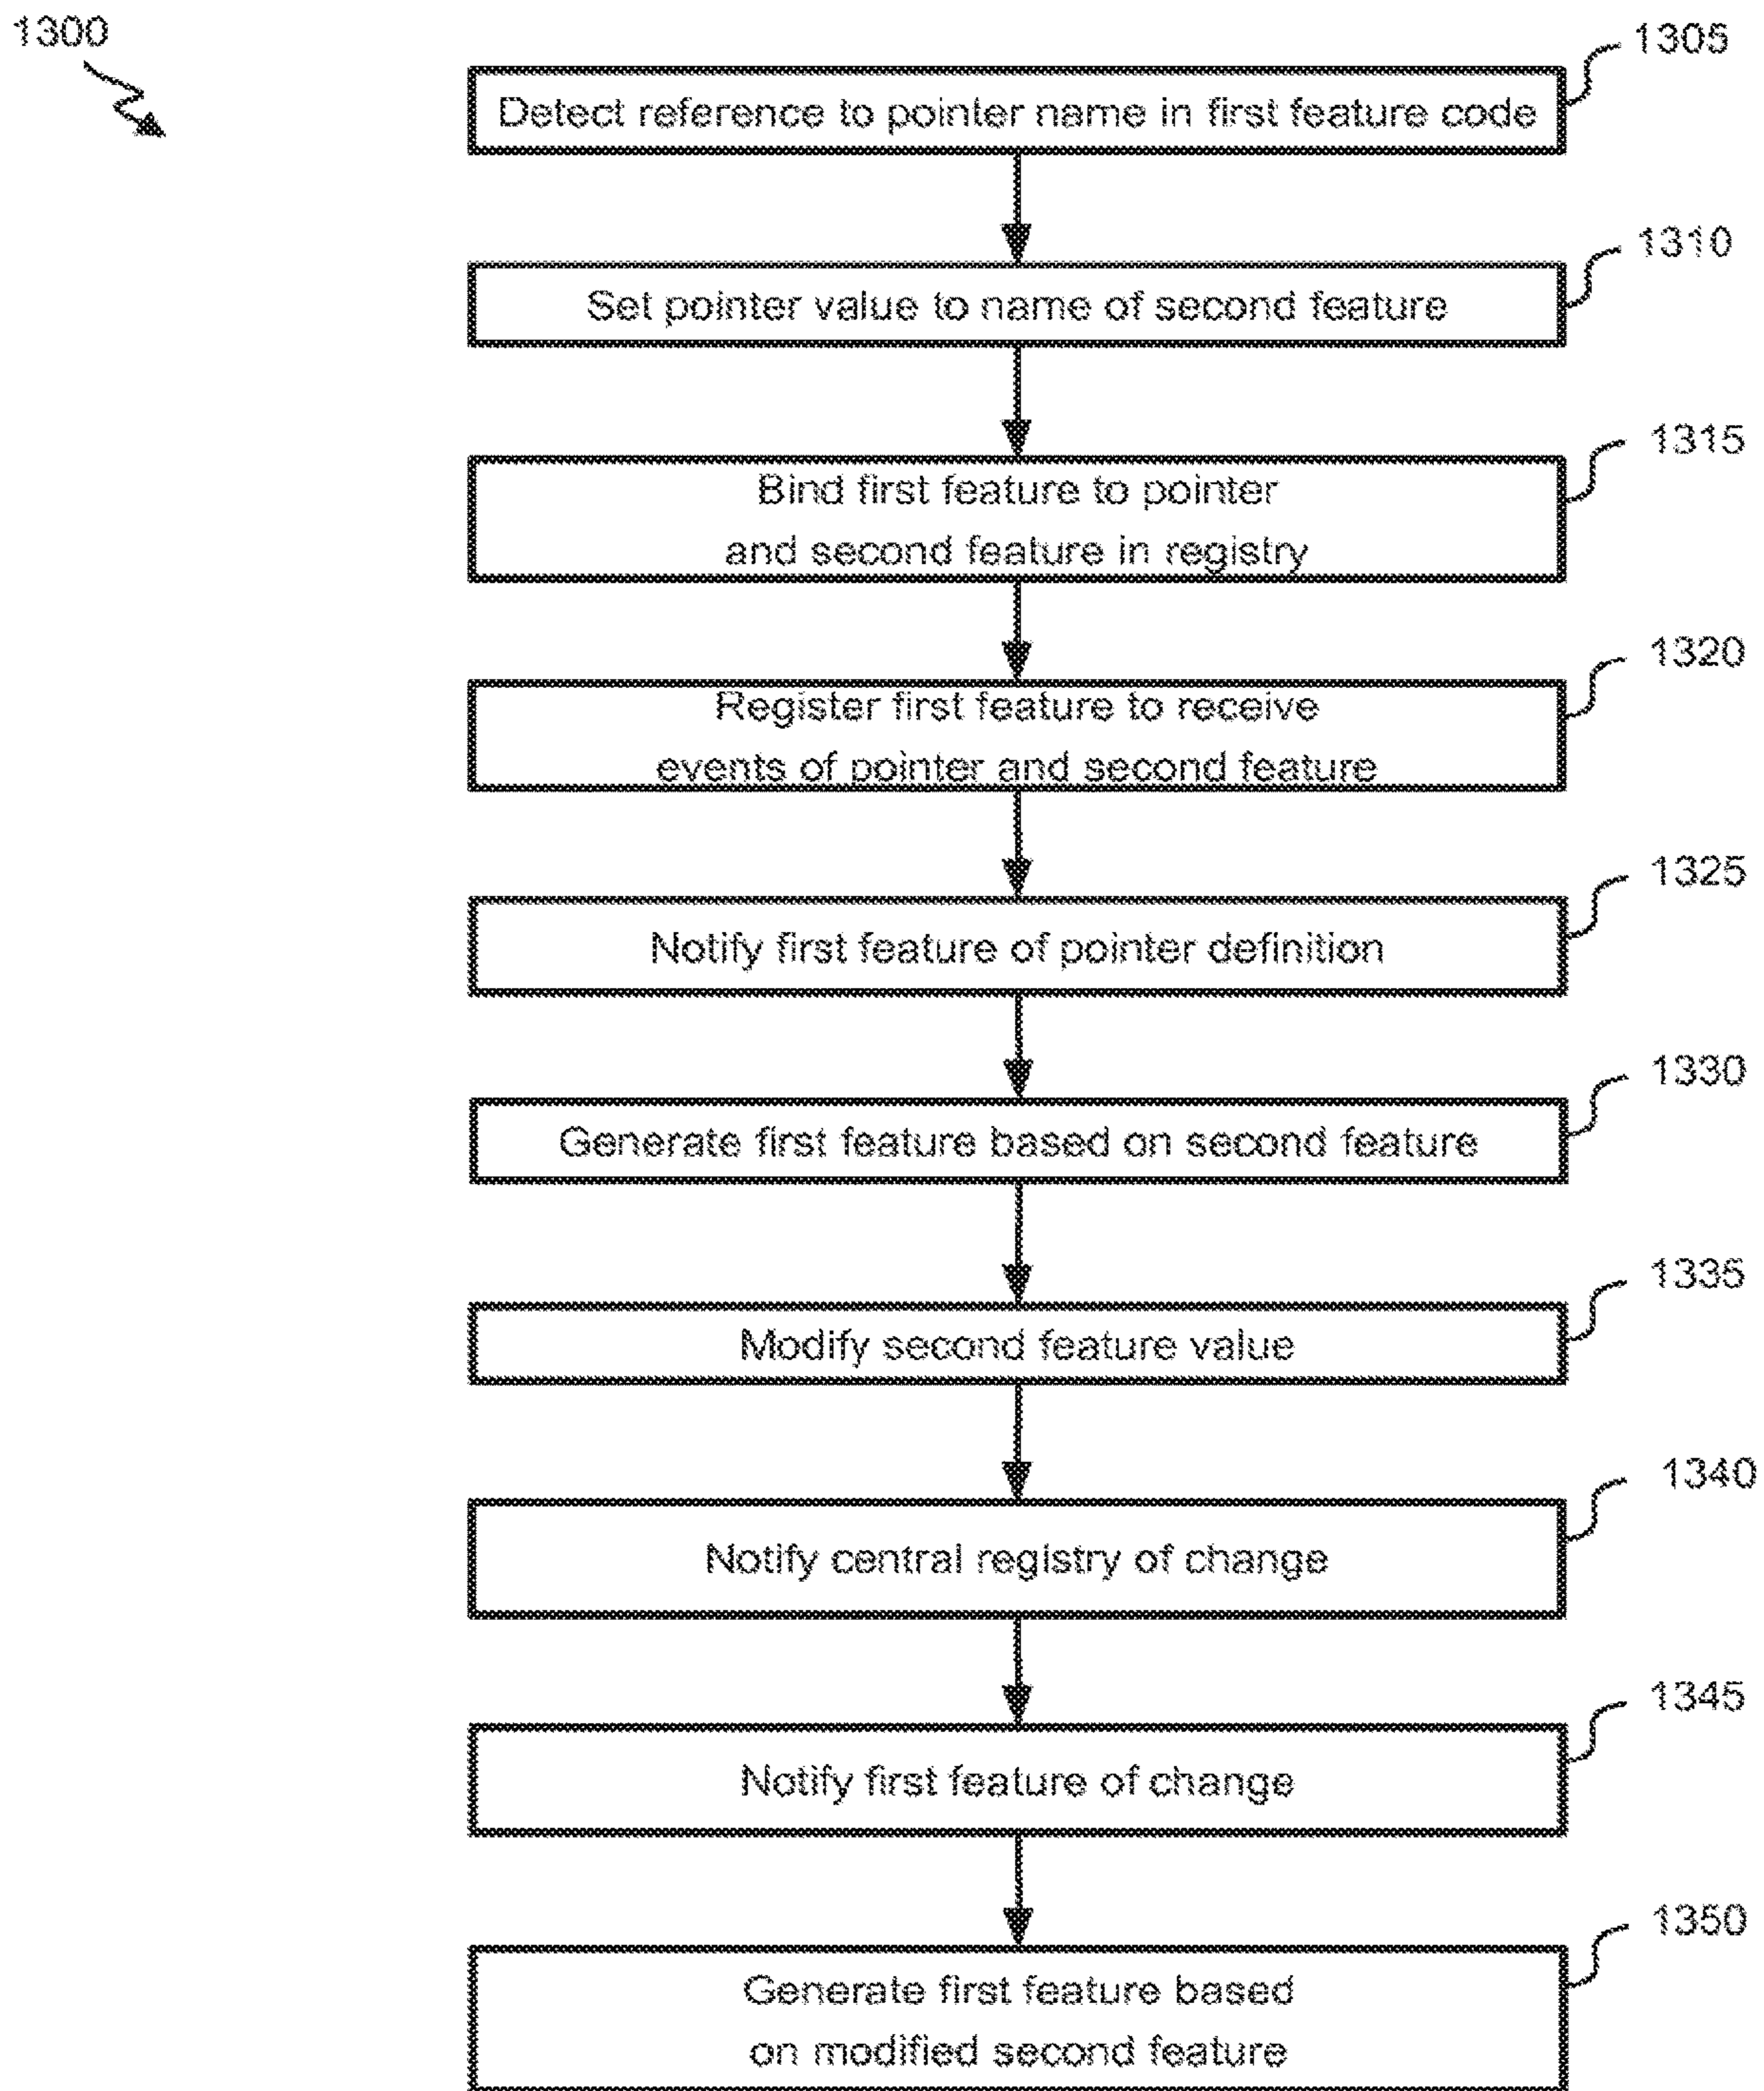 1300
1305
Detect reference to pointer name in first feature code
1310
Set pointer value to name of second feature
1315
Bind first feature to pointer
and second feature in registry
1320
Register first feature to receive
events of pointer and second feature
1325
Notify first feature of pointer definition
1330
Generate first feature based on second feature
1335
Modify second feature value
1340
Notify central registry of change
1345
Notify first feature of change
1350
Generate first feature based
on modified second feature